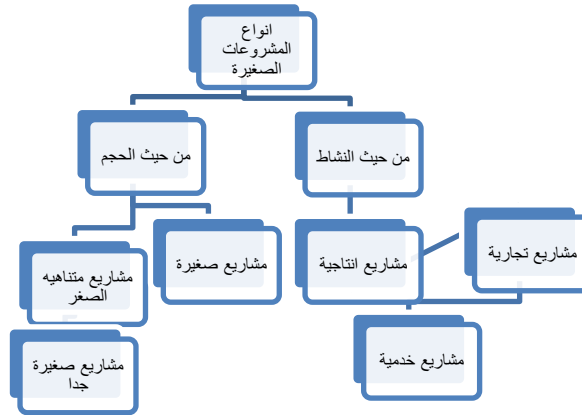 انواع
المشروعات
الصغيرة
من حيث النشاط
من حيث الحجم
مشاريع تجارية
مشاريع انتاجية
مشاريع صغيرة
مشاريع متناهيه
الصغر
مشاريع خدمية
مشاريع صغيرة
جدا